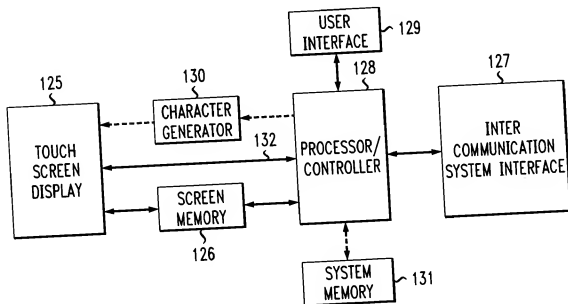 USER
INTERFACE
129
125
130
128
127
CHARACTER
GENERATOR
TOUCH
SCREEN
DISPLAY
132
PROCESSOR/
CONTROLLER
INTER
COMMUNICATION
SYSTEM INTERFACE
SCREEN
MEMORY
126
SYSTEM
MEMORY
131